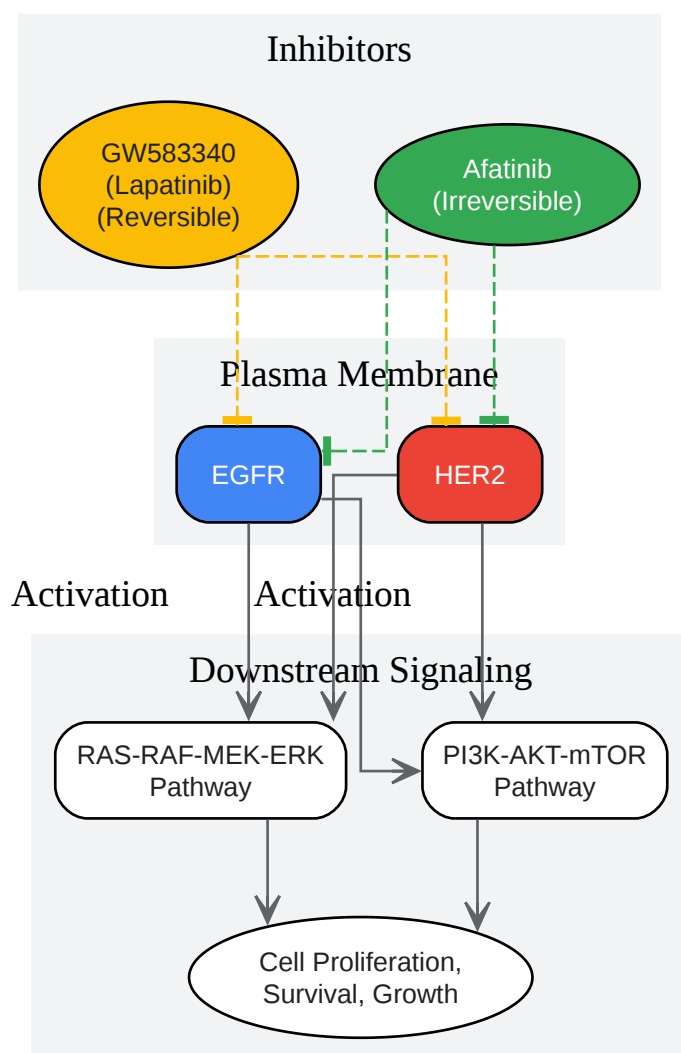 Inhibitors
GW583340
(Lapatinib)
(Reversible)
Afatinib
(Irreversible)
Plasma Membrane
EGFR
HER2
Activation
Activation
Downstream Signaling
RAS-RAF-MEK-ERK
Pathway
PI3K-AKT-mTOR
Pathway
Cell Proliferation,
Survival, Growth